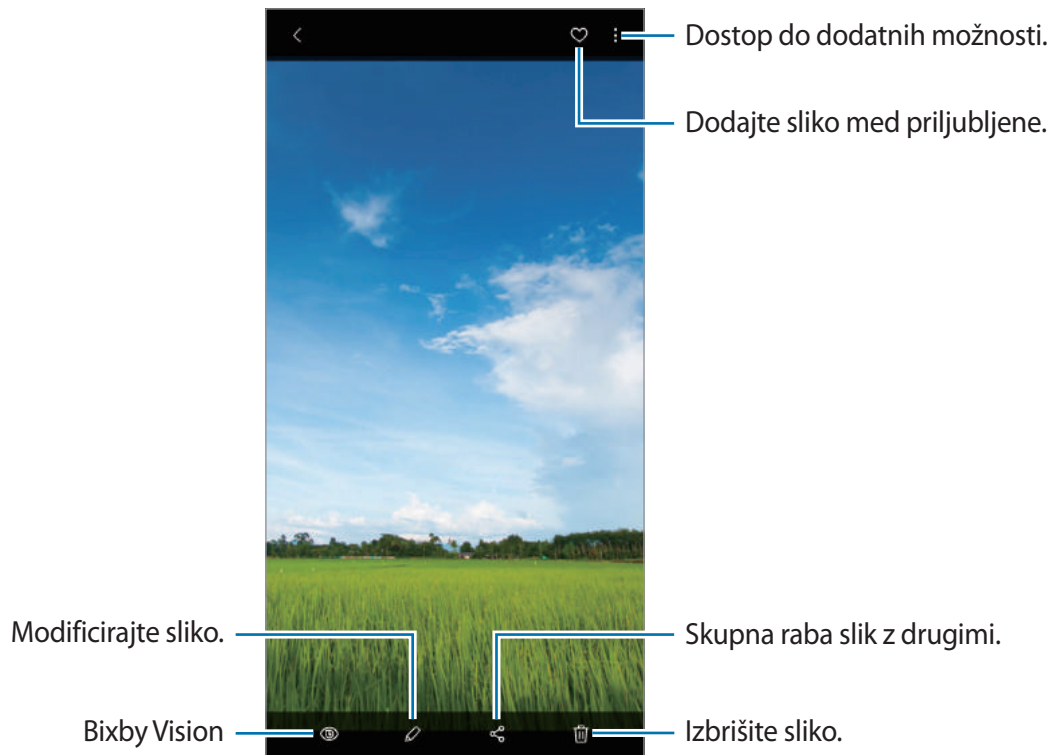 Dostop do dodatnih možnosti.
Dodajte sliko med priljubljene.
Modificirajte sliko.
Skupna raba slik z drugimi.
Bixby Vision
Izbrišite sliko.